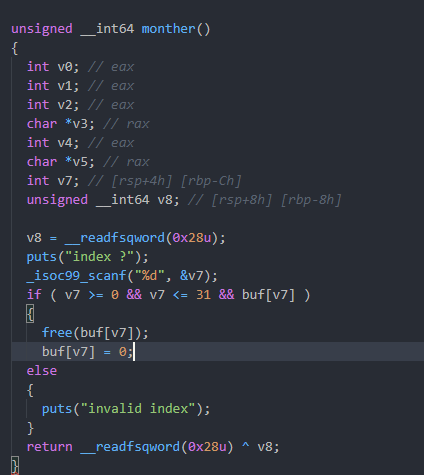 unsigned __int64 monther()
{
int v0; // eax
int v1; // eax
int v2; // eax
char *v3; // rax
int v4; // eax
char *v5; // rax
int v7; // [rsp+4h] [rbp-Ch]
unsigned __int64 v8; // [rsp+8h] [rbp-8h]
v8 = __readfsqword(0x28u);
puts("index ?");
_isoc99_scanf("%d", &v7);
if ( v7 >= 0 && v7 <= 31 && buf[v7] )
{
free(buf[v7]);
buf[v7] = 0;
else
{
puts("invalid index");
}
return __readfsqword(0x28u) ^ v8;
}